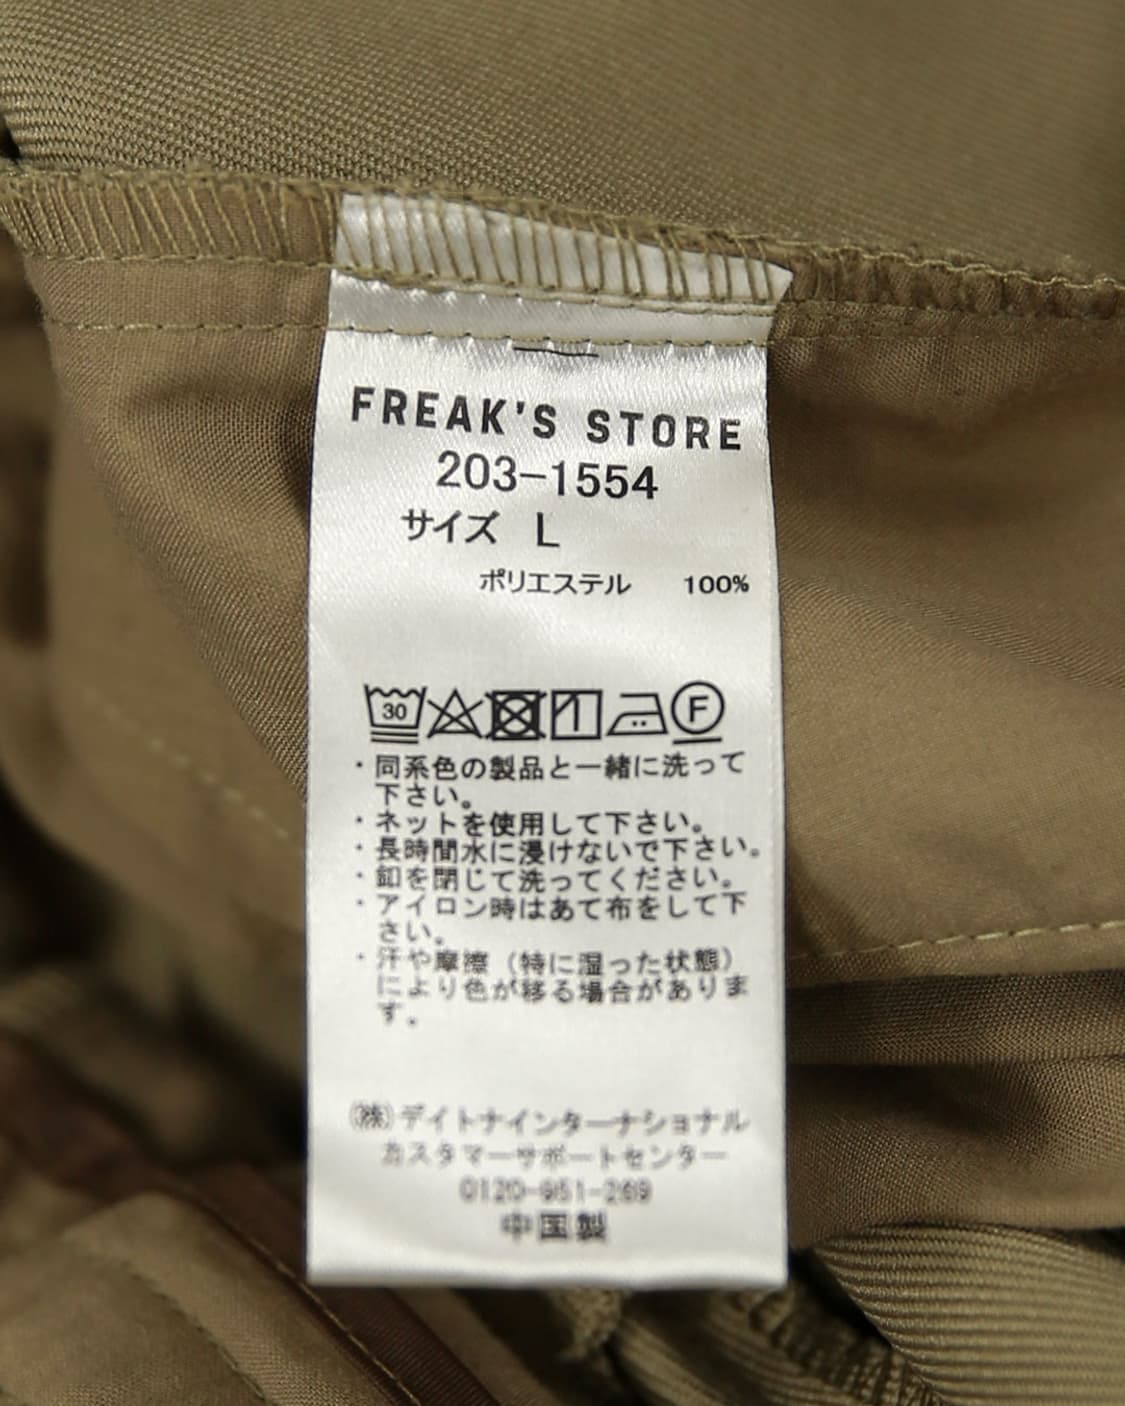 FREAK'S STORE
203-1554
サイズ L
ポリエステル 100%
30
F
・同系色の製品と一緒に洗って
下さい。
・ネットを使用して下さい。
・長時間水に浸けないで下さい。
・釦を閉じて洗ってください。
・アイロン時はあて布をして下
さい。
・汗や摩擦（特に湿った状態）
により色が移る場合がありま
す。
㈱デイトナインターナショナル
カスタマーサポートセンター
0120-951-269
中国製